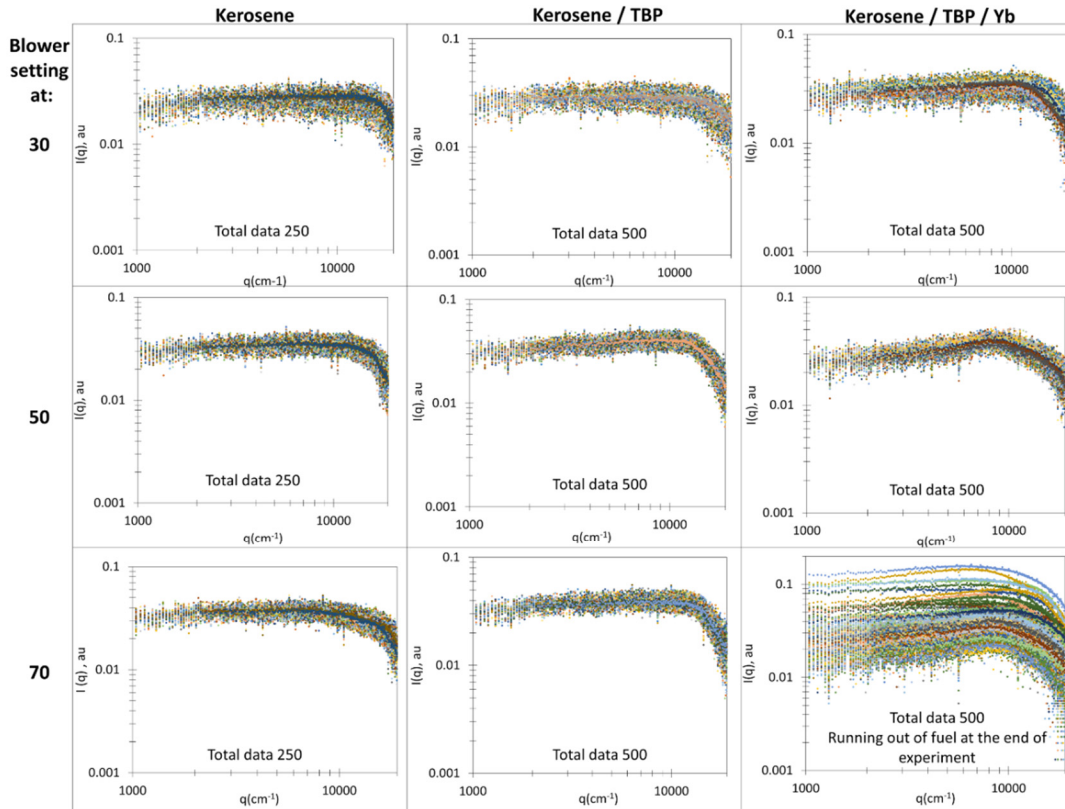 Kerosene
Kerosene / TBP
Kerosene / TBP / Yb
Blower
setting
at:
30
0.1
0.01
0.001
I(q), au
Total data 250
1000
10000
q(cm-1)
0.1
0.01
0.001
I(q), au
Total data 500
1000
10000
q(cm⁻¹)
0.1
0.01
0.001
I(q), au
Total data 500
1000
10000
q(cm⁻¹)
50
0.1
0.01
0.001
I(q), au
Total data 250
1000
10000
q(cm⁻¹)
0.1
0.01
0.001
I(q), au
Total data 500
1000
10000
q(cm⁻¹)
0.1
0.01
0.001
I(q), au
Total data 500
1000
10000
q(cm⁻¹)
70
0.1
0.01
0.001
I (q), au
Total data 250
1000
10000
q(cm⁻¹)
0.1
0.01
0.001
I(q), au
Total data 500
1000
10000
q(cm⁻¹)
0.1
0.01
0.001
I(q), au
Total data 500
Running out of fuel at the end of
experiment
1000
10000
q(cm⁻¹)